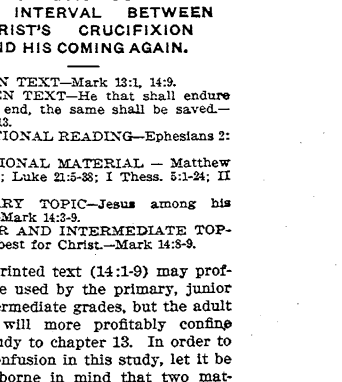 INTERVAL BETWEEN
RIST'S CRUCIFIXION
ND HIS COMING AGAIN.
N TEXT—Mark 13:1, 14:9.
EN TEXT—He that shall endure
end, the same shall be saved.—
13.
TIONAL READING—Ephesians 2:
IONAL MATERIAL — Matthew
; Luke 21:5-38; I Thess. 5:1-24; II
RY TOPIC—Jesus among his
Mark 14:3-9.
R AND INTERMEDIATE TOP-
best for Christ.—Mark 14:8-9.
rinted text (14:1-9) may prof-
e used by the primary, junior
ermediate grades, but the adult
will more profitably confine
udy to chapter 13. In order to
onfusion in this study, let it be
borne in mind that two mat-